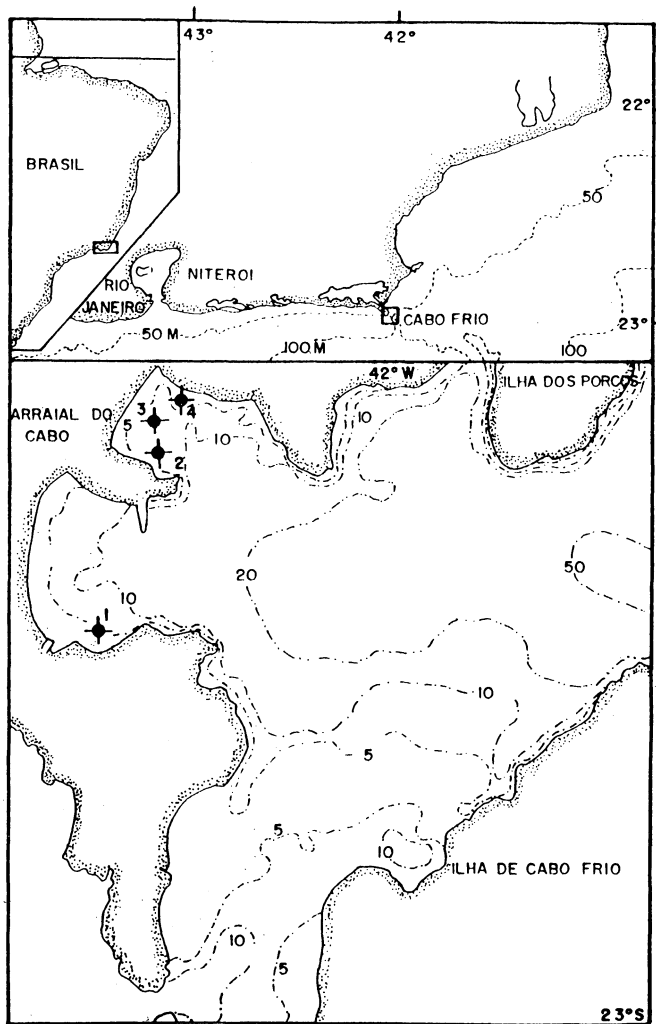 43°
42°
22°
BRASIL
50
NITEROI
RIO
JANEIRO
CABO FRIO
23°
50 M
100 M
100
42° W
ILHA DOS PORCOS
ARRAIAL DO
CABO
3
4
5
10
10
2
20
50
10
1
10
5
5
10
ILHA DE CABO FRIO
10
5
23°S